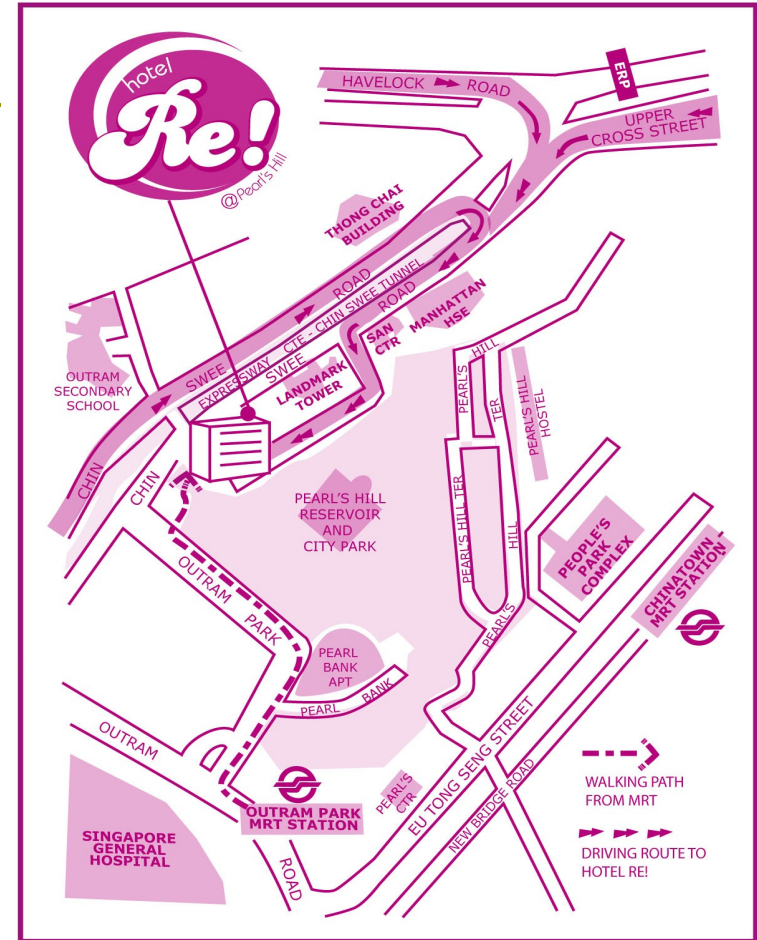 hotel
Re!
@Pearl's Hill
HAVELOCK ROAD
ERP
UPPER
CROSS STREET
THONG CHAI
BUILDING
CHIN SWEE ROAD
EXPRESSWAY CTE - CHIN SWEE TUNNEL
CHIN SWEE ROAD
SAN
CTR
MANHATTAN
HSE
LANDMARK
TOWER
OUTRAM
SECONDARY
SCHOOL
PEARL'S HILL TER
PEARL'S HILL
HOSTEL
PEARL'S HILL TER
PEARL'S HILL
PEARL'S HILL
RESERVOIR
AND
CITY PARK
PEOPLE'S
PARK
COMPLEX
CHINATOWN -
MRT STATION
OUTRAM PARK
PEARL
BANK
APT
PEARL BANK
OUTRAM ROAD
OUTRAM PARK
MRT STATION
PEARL'S
CTR
EU TONG SENG STREET
NEW BRIDGE ROAD
SINGAPORE
GENERAL
HOSPITAL
WALKING PATH
FROM MRT
DRIVING ROUTE TO
HOTEL RE!